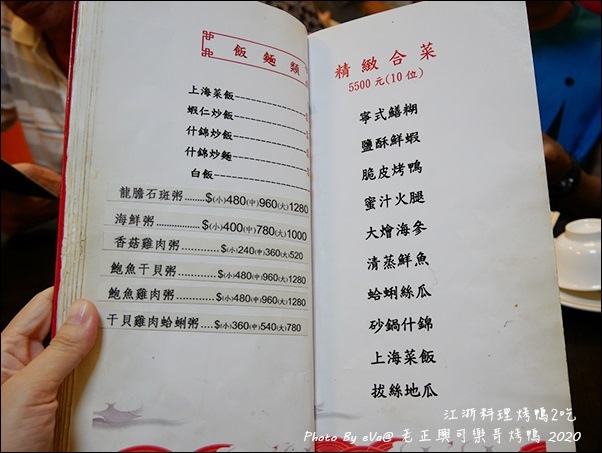 飯麵類
上海菜飯
蝦仁炒飯
什錦炒飯
什錦炒麵
白飯
龍膽石斑粥......$(小)480(中)960(大)1280
海鮮粥......$(小)400(中)780(大)1000
香菇雞肉粥......$(小)240(中)360(大)520
鮑魚干貝粥......$(小)480(中)960(大)1280
鮑魚雞肉粥......$(小)480(中)960(大)1280
干貝雞肉蛤蜊粥....$(小)360(中)540(大)780
精緻合菜
5500元(10位)
寧式鱔糊
鹽酥鮮蝦
脆皮烤鴨
蜜汁火腿
大燴海參
清蒸鮮魚
蛤蜊絲瓜
砂鍋什錦
上海菜飯
拔絲地瓜
江浙料理烤鴨2吃
Photo By eVa@ 老正興可樂哥烤鴨 2020